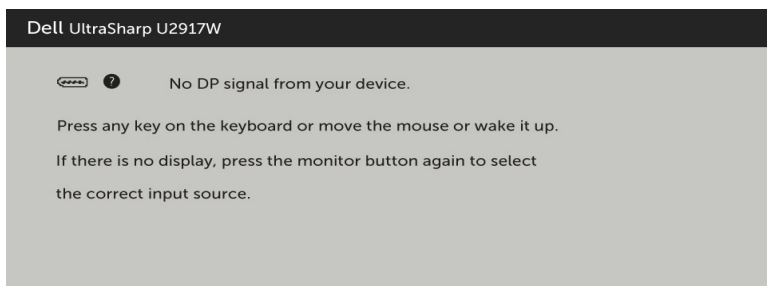 Dell UltraSharp U2917W
? No DP signal from your device.
Press any key on the keyboard or move the mouse or wake it up.
If there is no display, press the monitor button again to select
the correct input source.